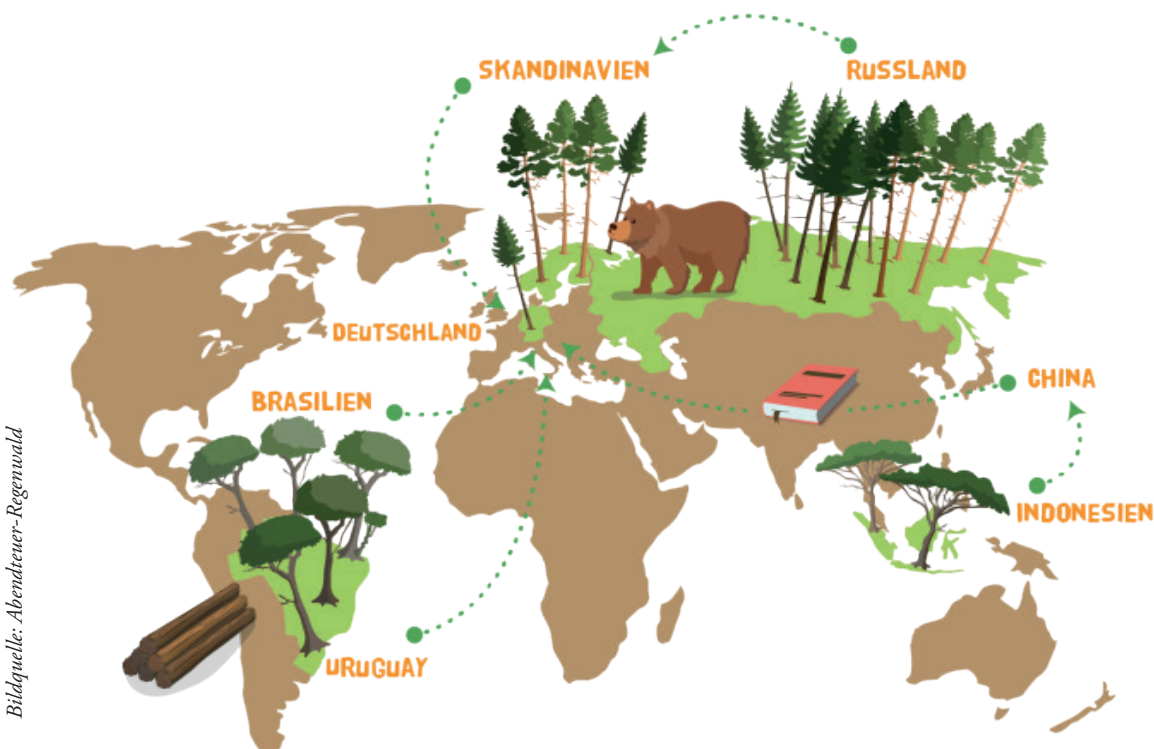 SKANDINAVIEN
RUSSLAND
DEUTSCHLAND
BRASILIEN
CHINA
INDONESIEN
URUGUAY
Bildquelle: Abendteuer-Regenwald